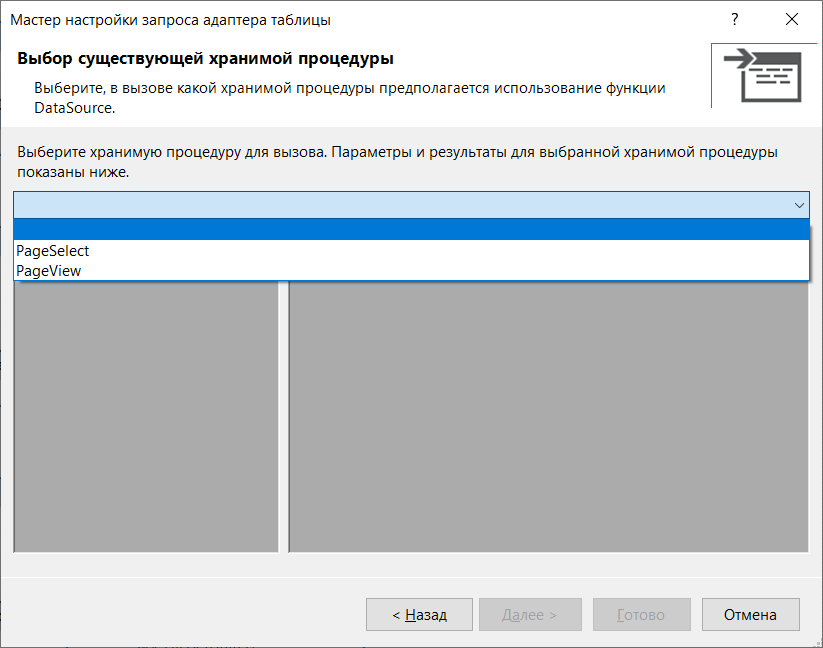 Мастер настройки запроса адаптера таблицы
?
Выбор существующей хранимой процедуры
Выберите, в вызове какой хранимой процедуры предполагается использование функции
DataSource.
Выберите хранимую процедуру для вызова. Параметры и результаты для выбранной хранимой процедуры
показаны ниже.
PageSelect
PageView
< Назад
Далее >
Готово
Отмена